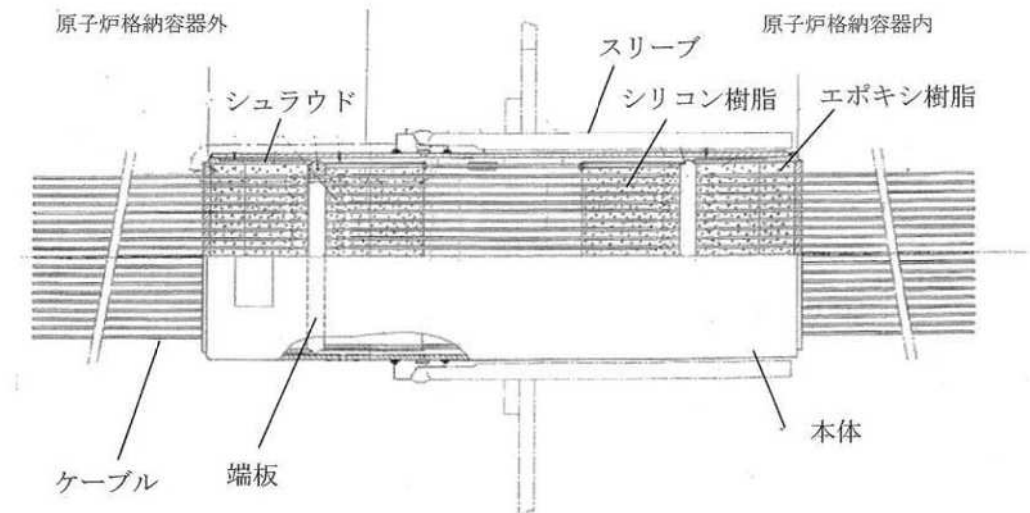 原子炉格納容器外
原子炉格納容器内
スリーブ
シュラウド
シリコン樹脂
エポキシ樹脂
ケーブル
端板
本体